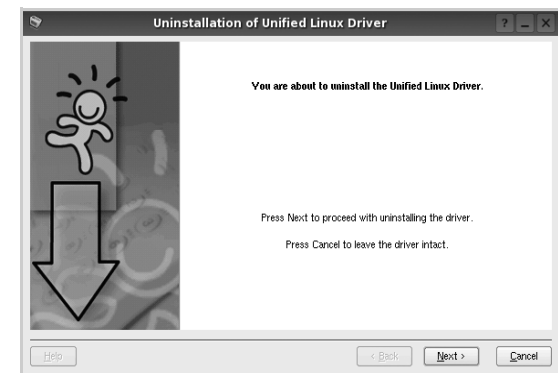 Uninstallation of Unified Linux Driver
You are about to uninstall the Unified Linux Driver.
Press Next to proceed with uninstalling the driver.
Press Cancel to leave the driver intact.
Help
< Back
Next >
Cancel